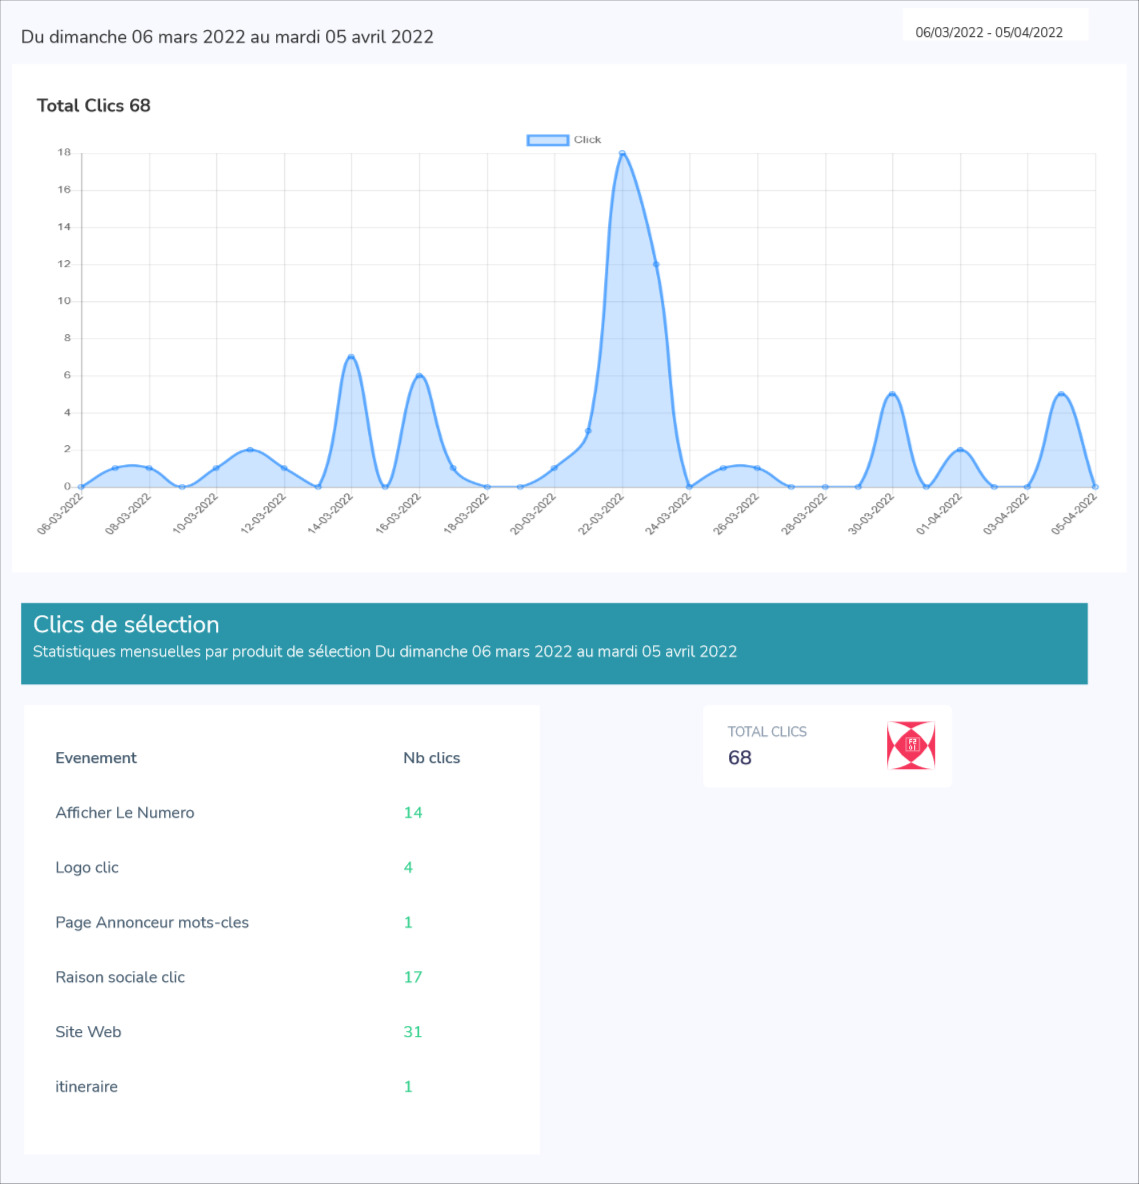 Du dimanche 06 mars 2022 au mardi 05 avril 2022
06/03/2022 - 05/04/2022
Total Clics 68
Click
18
16
14
12
10
8
6
4
2
0
06-03-2022
08-03-2022
10-03-2022
12-03-2022
14-03-2022
16-03-2022
18-03-2022
20-03-2022
22-03-2022
24-03-2022
26-03-2022
28-03-2022
30-03-2022
01-04-2022
03-04-2022
05-04-2022
Clics de sélection
Statistiques mensuelles par produit de sélection Du dimanche 06 mars 2022 au mardi 05 avril 2022
Evenement Nb clics
Afficher Le Numero 14
Logo clic 4
Page Annonceur mots-cles 1
Raison sociale clic 17
Site Web 31
itineraire 1
TOTAL CLICS
68